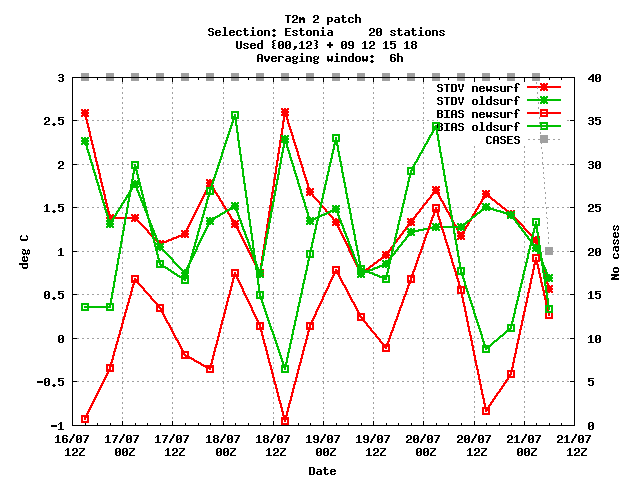 T2m 2 patch
Selection: Estonia     20 stations
Used {00,12} + 09 12 15 18
Averaging window:  6h
STDV newsurf
STDV oldsurf
BIAS newsurf
BIAS oldsurf
CASES
3
2.5
2
1.5
1
0.5
0
-0.5
-1
deg C
40
35
30
25
20
15
10
5
0
No cases
16/07 17/07 17/07 18/07 18/07 19/07 19/07 20/07 20/07 21/07 21/07
12Z 00Z 12Z 00Z 12Z 00Z 12Z 00Z 12Z 00Z 12Z
Date